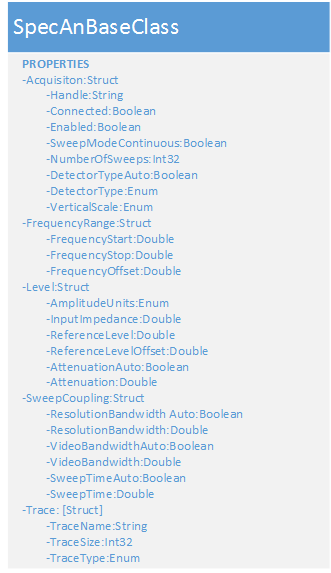 SpecAnBaseClass
PROPERTIES
-Acquisiton:Struct
-Handle:String
-Connected:Boolean
-Enabled:Boolean
-SweepModeContinuous:Boolean
-NumberOfSweeps:Int32
-DetectorTypeAuto:Boolean
-DetectorType:Enum
-VerticalScale:Enum
-FrequencyRange:Struct
-FrequencyStart:Double
-FrequencyStop:Double
-FrequencyOffset:Double
-Level:Struct
-AmplitudeUnits:Enum
-InputImpedance:Double
-ReferenceLevel:Double
-ReferenceLevelOffset:Double
-AttenuationAuto:Boolean
-Attenuation:Double
-SweepCoupling:Struct
-ResolutionBandwidth Auto:Boolean
-ResolutionBandwidth:Double
-VideoBandwidthAuto:Boolean
-VideoBandwidth:Double
-SweepTimeAuto:Boolean
-SweepTime:Double
-Trace: [Struct]
-TraceName:String
-TraceSize:Int32
-TraceType:Enum